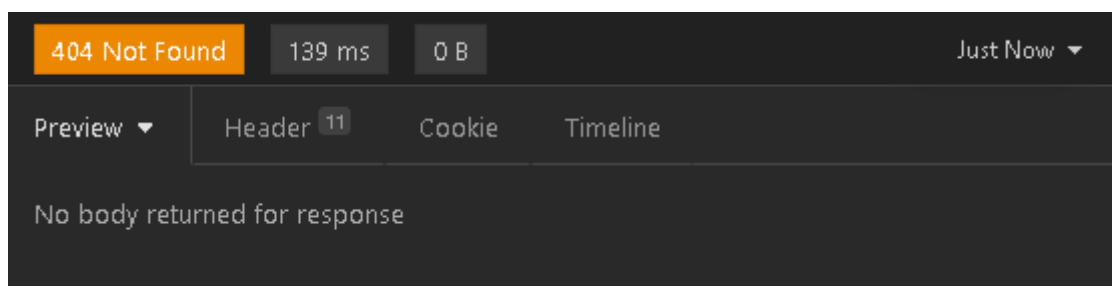 404 Not Found 139 ms 0 B Just Now
Preview Header 11 Cookie Timeline
No body returned for response